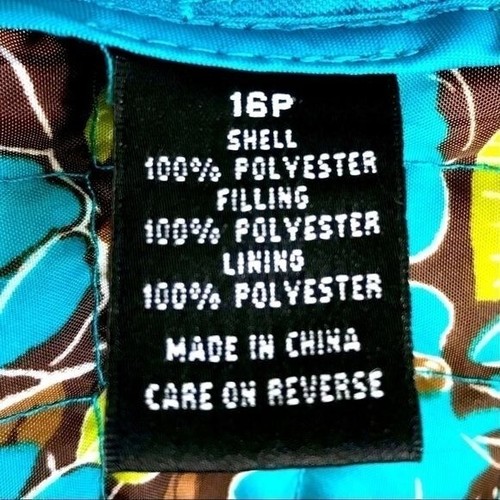 16P
SHELL
100% POLYESTER
FILLING
100% POLYESTER
LINING
100% POLYESTER
MADE IN CHINA
CARE ON REVERSE